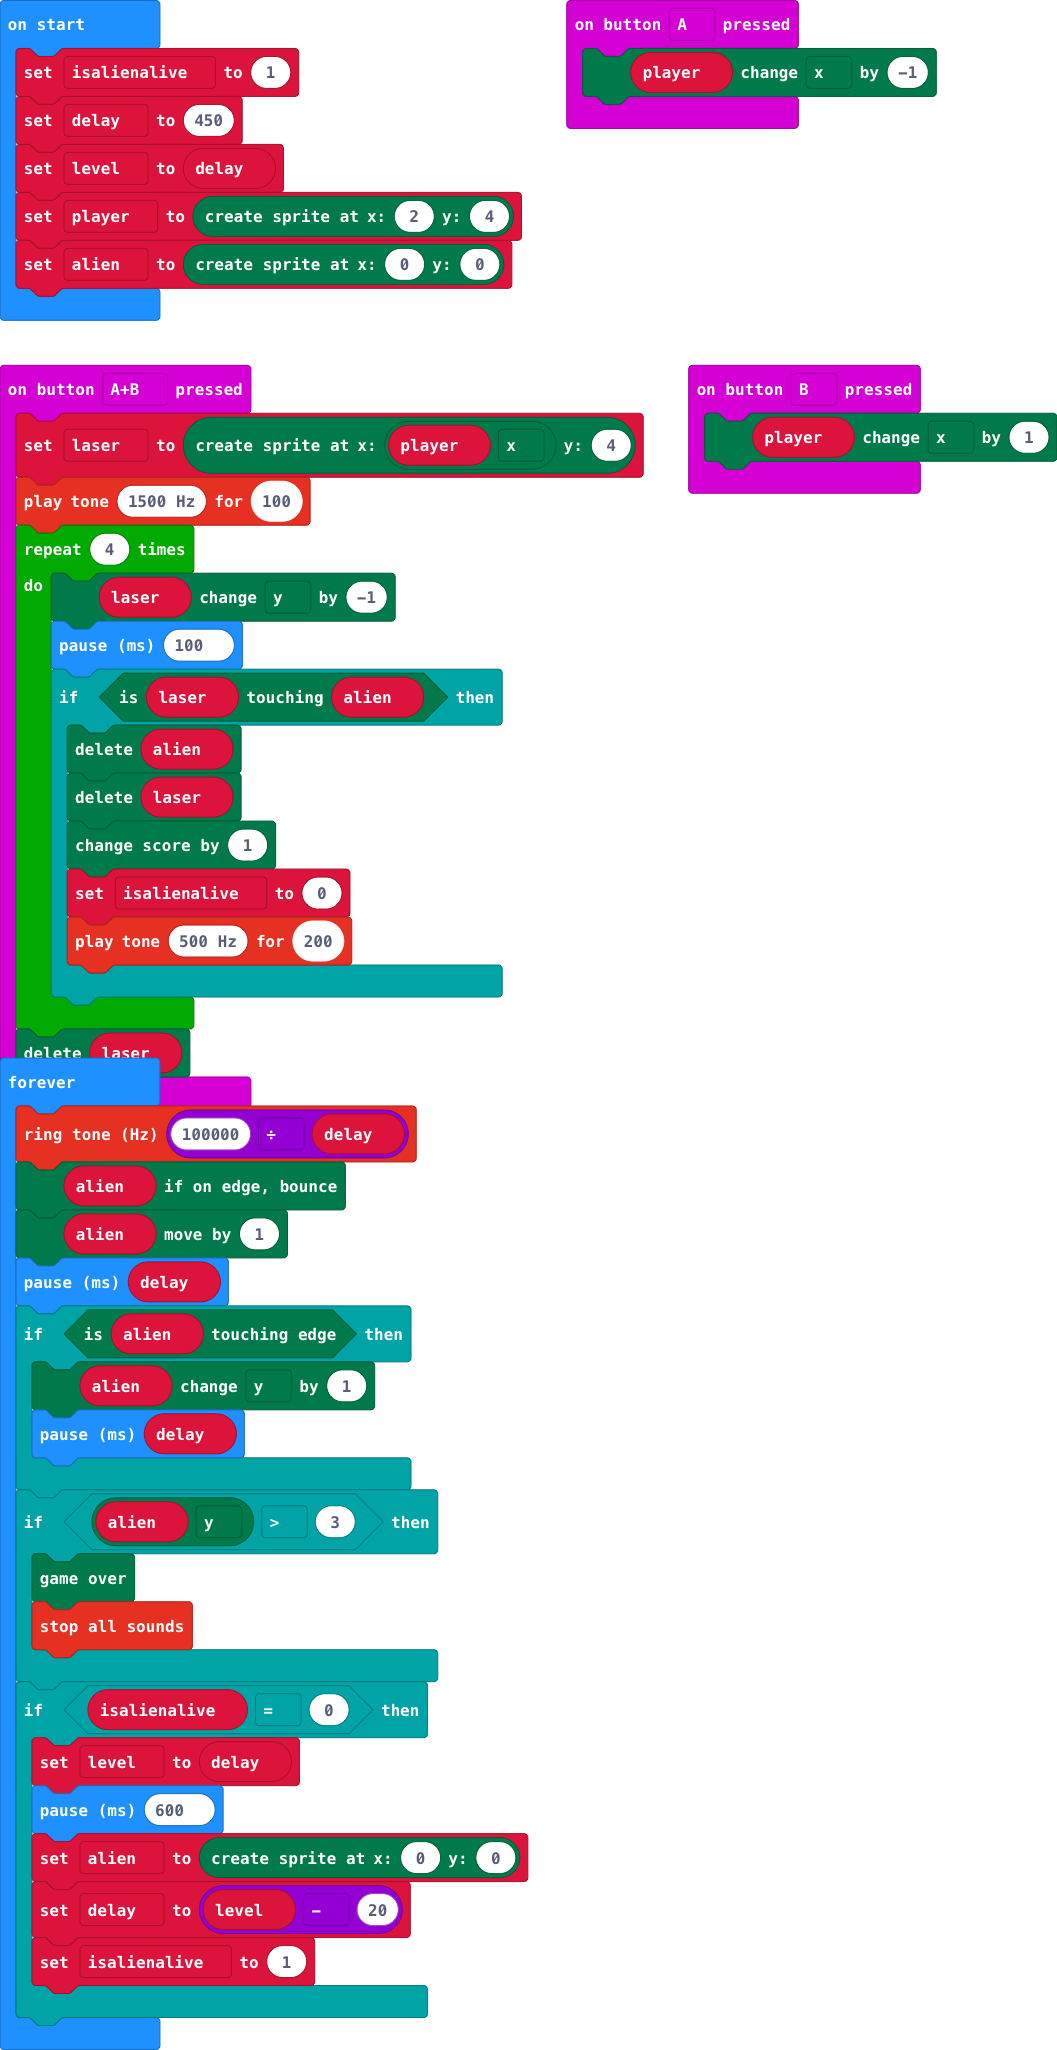 on start
set isalienalive to 1
set delay to 450
set level to delay
set player to create sprite at x: 2 y: 4
set alien to create sprite at x: 0 y: 0
on button A pressed
player change x by −1
on button A+B pressed
set laser to create sprite at x: player x y: 4
play tone 1500 Hz for 100
repeat 4 times
do
laser change y by −1
pause (ms) 100
if is laser touching alien then
delete alien
delete laser
change score by 1
set isalienalive to 0
play tone 500 Hz for 200
delete laser
on button B pressed
player change x by 1
forever
ring tone (Hz) 100000 ÷ delay
alien if on edge, bounce
alien move by 1
pause (ms) delay
if is alien touching edge then
alien change y by 1
pause (ms) delay
if alien y > 3 then
game over
stop all sounds
if isalienalive = 0 then
set level to delay
pause (ms) 600
set alien to create sprite at x: 0 y: 0
set delay to level − 20
set isalienalive to 1